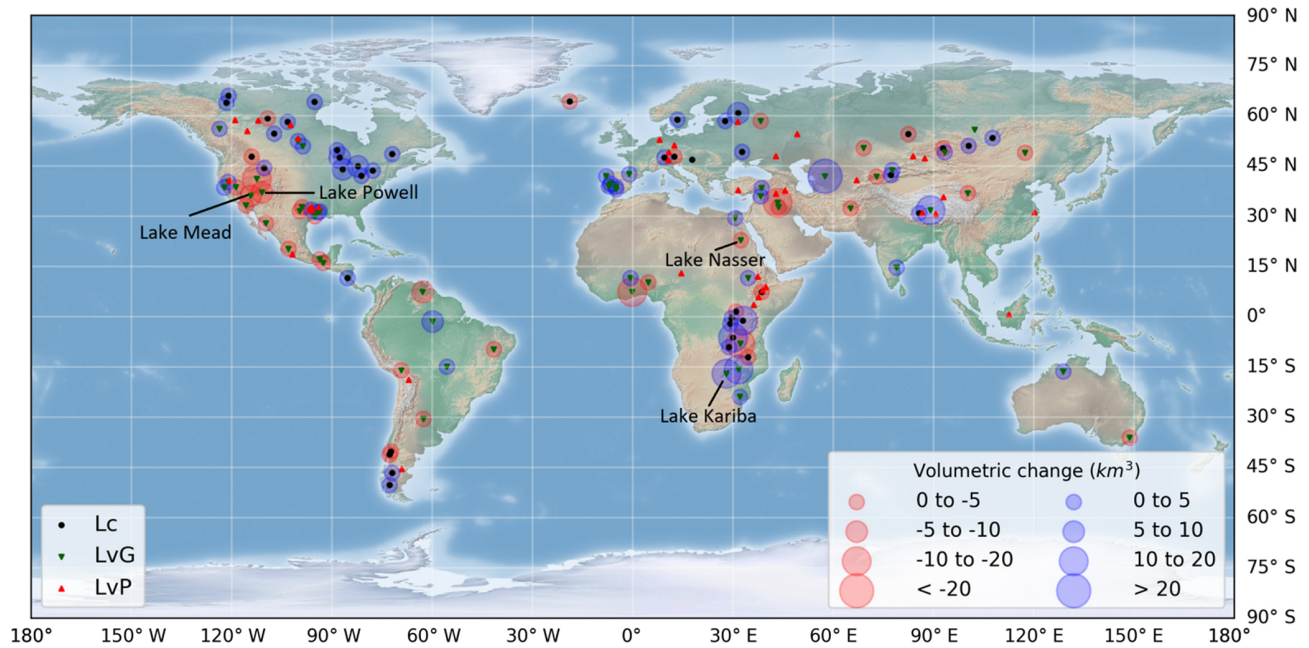 90° N
75° N
60° N
45° N
Lake Powell
30° N
Lake Mead
Lake Nasser
15° N
0°
15° S
Lake Kariba
30° S
45° S
Volumetric change (km³)
0 to -5 0 to 5
Lc
60° S
-5 to -10 5 to 10
LvG
-10 to -20 10 to 20
75° S
LvP
< -20 > 20
90° S
180° 150° W 120° W 90° W 60° W 30° W 0° 30° E 60° E 90° E 120° E 150° E 180°